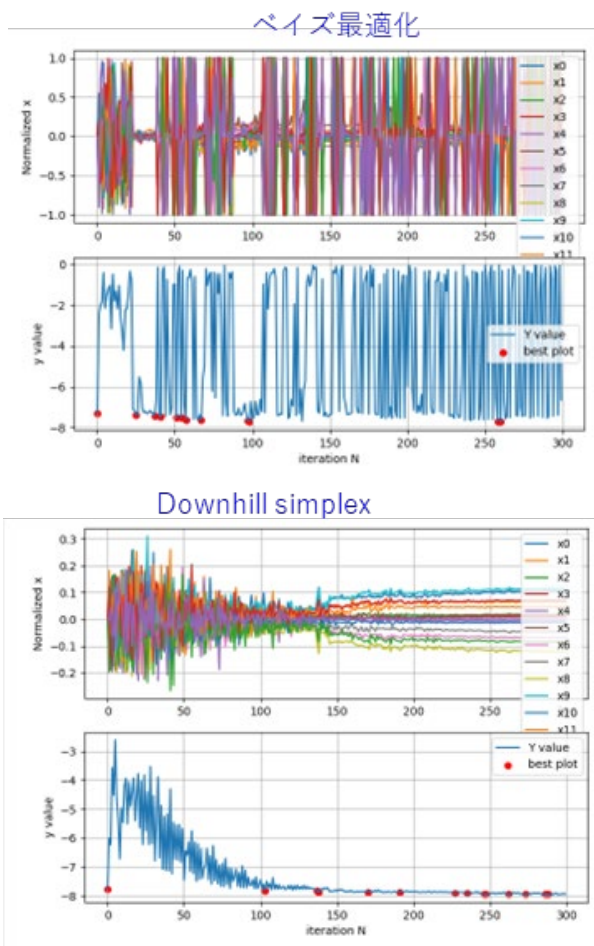 ベイズ最適化
1.0
0.5
0.0
−0.5
−1.0
Normalized x
x0
x1
x2
x3
x4
x5
x6
x7
x8
x9
x10
x11
0 50 100 150 200 250
0
−2
−4
−6
−8
y value
Y value
best plot
0 50 100 150 200 250 300
iteration N
Downhill simplex
0.3
0.2
0.1
0.0
−0.1
−0.2
Normalized x
x0
x1
x2
x3
x4
x5
x6
x7
x8
x9
x10
x11
0 50 100 150 200 250
−3
−4
−5
−6
−7
−8
y value
Y value
best plot
0 50 100 150 200 250 300
iteration N